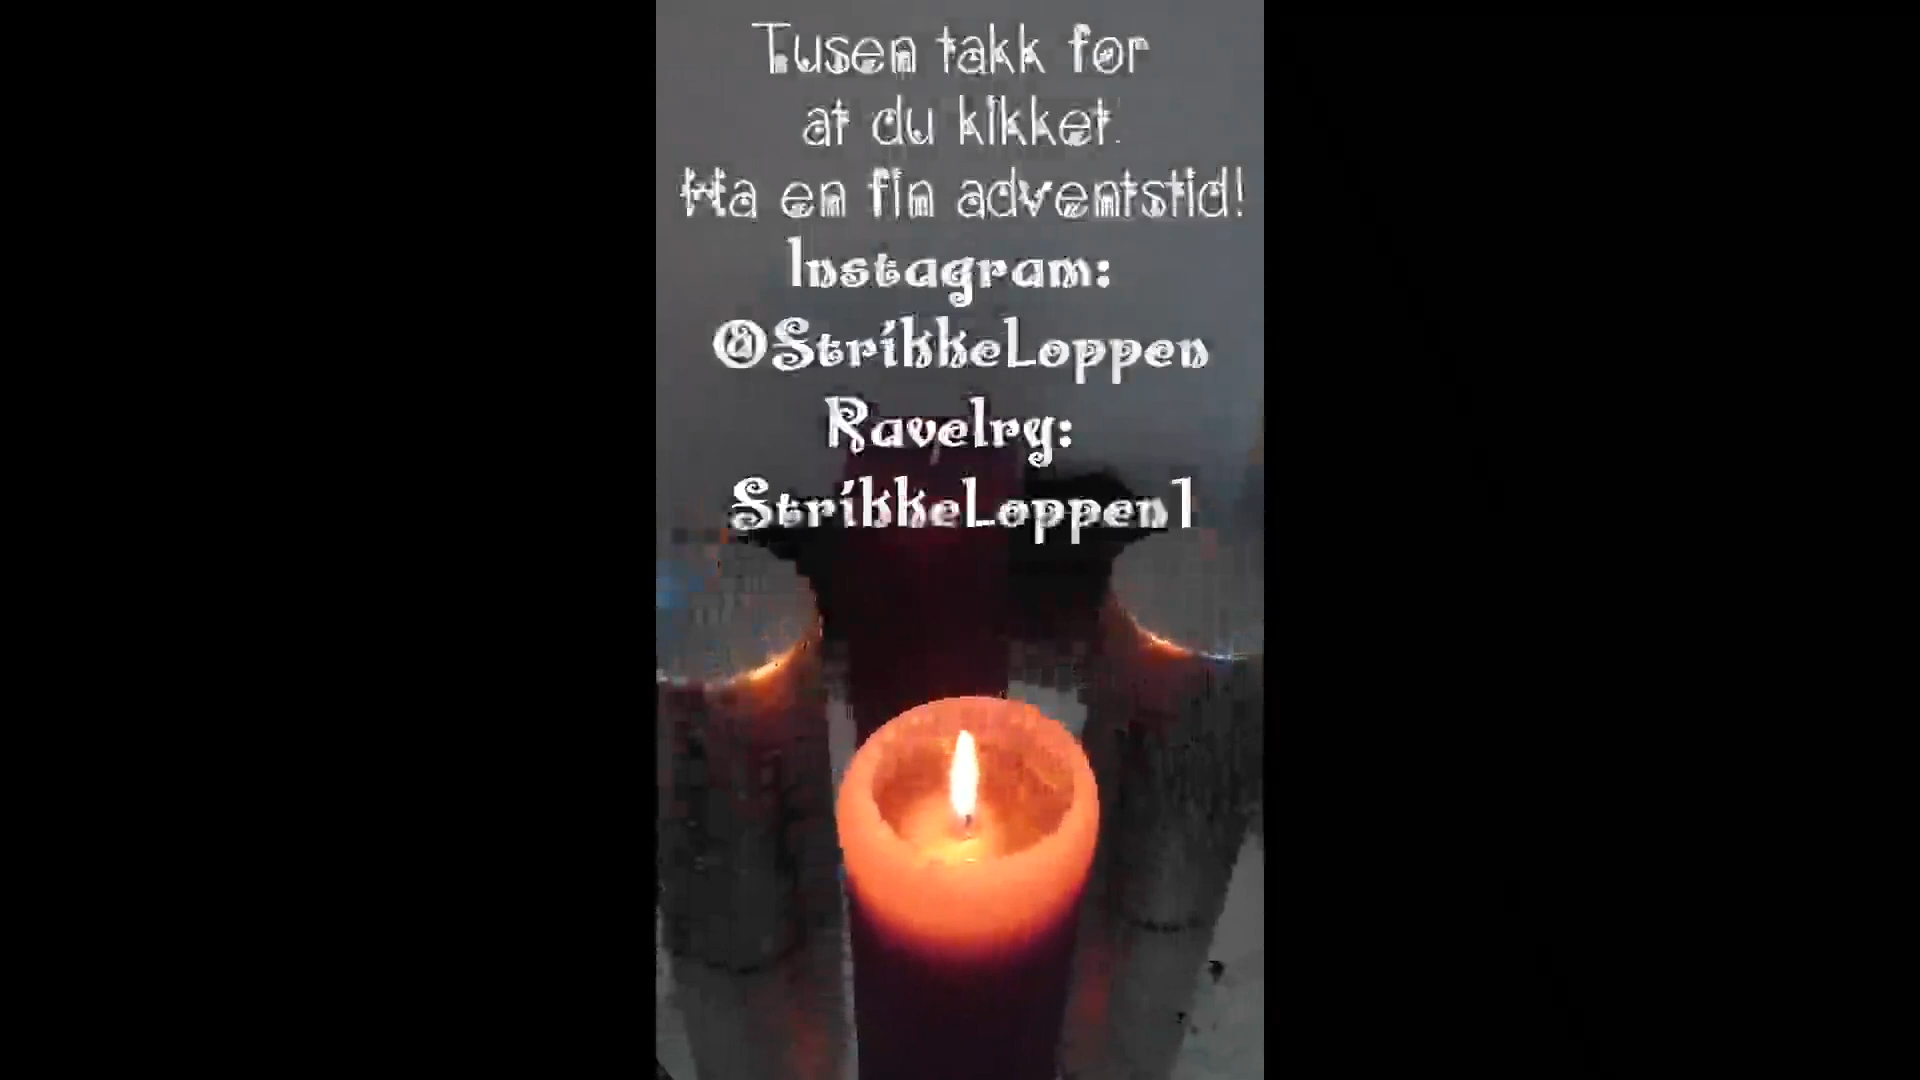 Tusen takk for
at du kikket.
Ha en fin adventstid!
Instagram:
@StrikkeLoppen
Ravelry:
StrikkeLoppen1